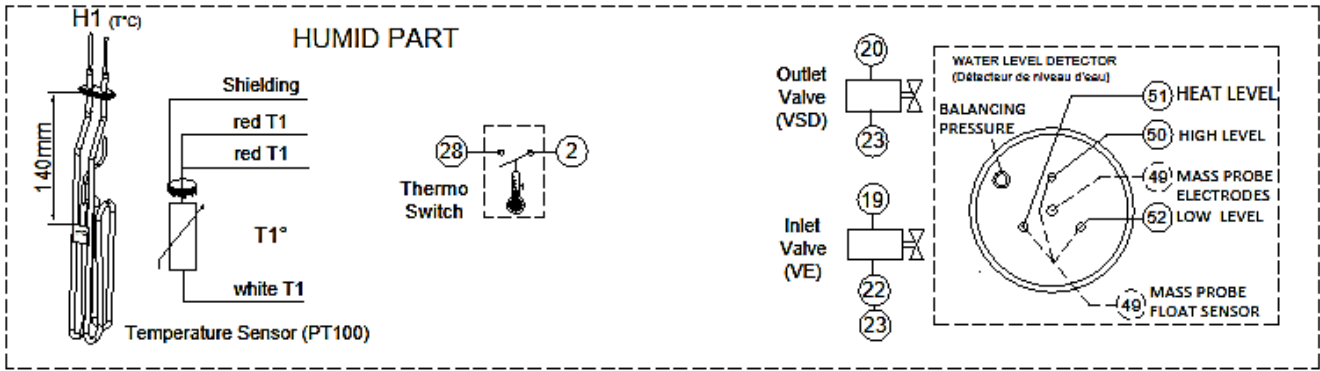 H1 (T°C)
HUMID PART
140mm
Shielding
red T1
red T1
T1°
white T1
Temperature Sensor (PT100)
28
2
Thermo
Switch
20
Outlet
Valve
(VSD)
23
19
Inlet
Valve
(VE)
22
23
WATER LEVEL DETECTOR
(Détecteur de niveau d'eau)
BALANCING
PRESSURE
51 HEAT LEVEL
50 HIGH LEVEL
49 MASS PROBE
ELECTRODES
52 LOW LEVEL
49 MASS PROBE
FLOAT SENSOR